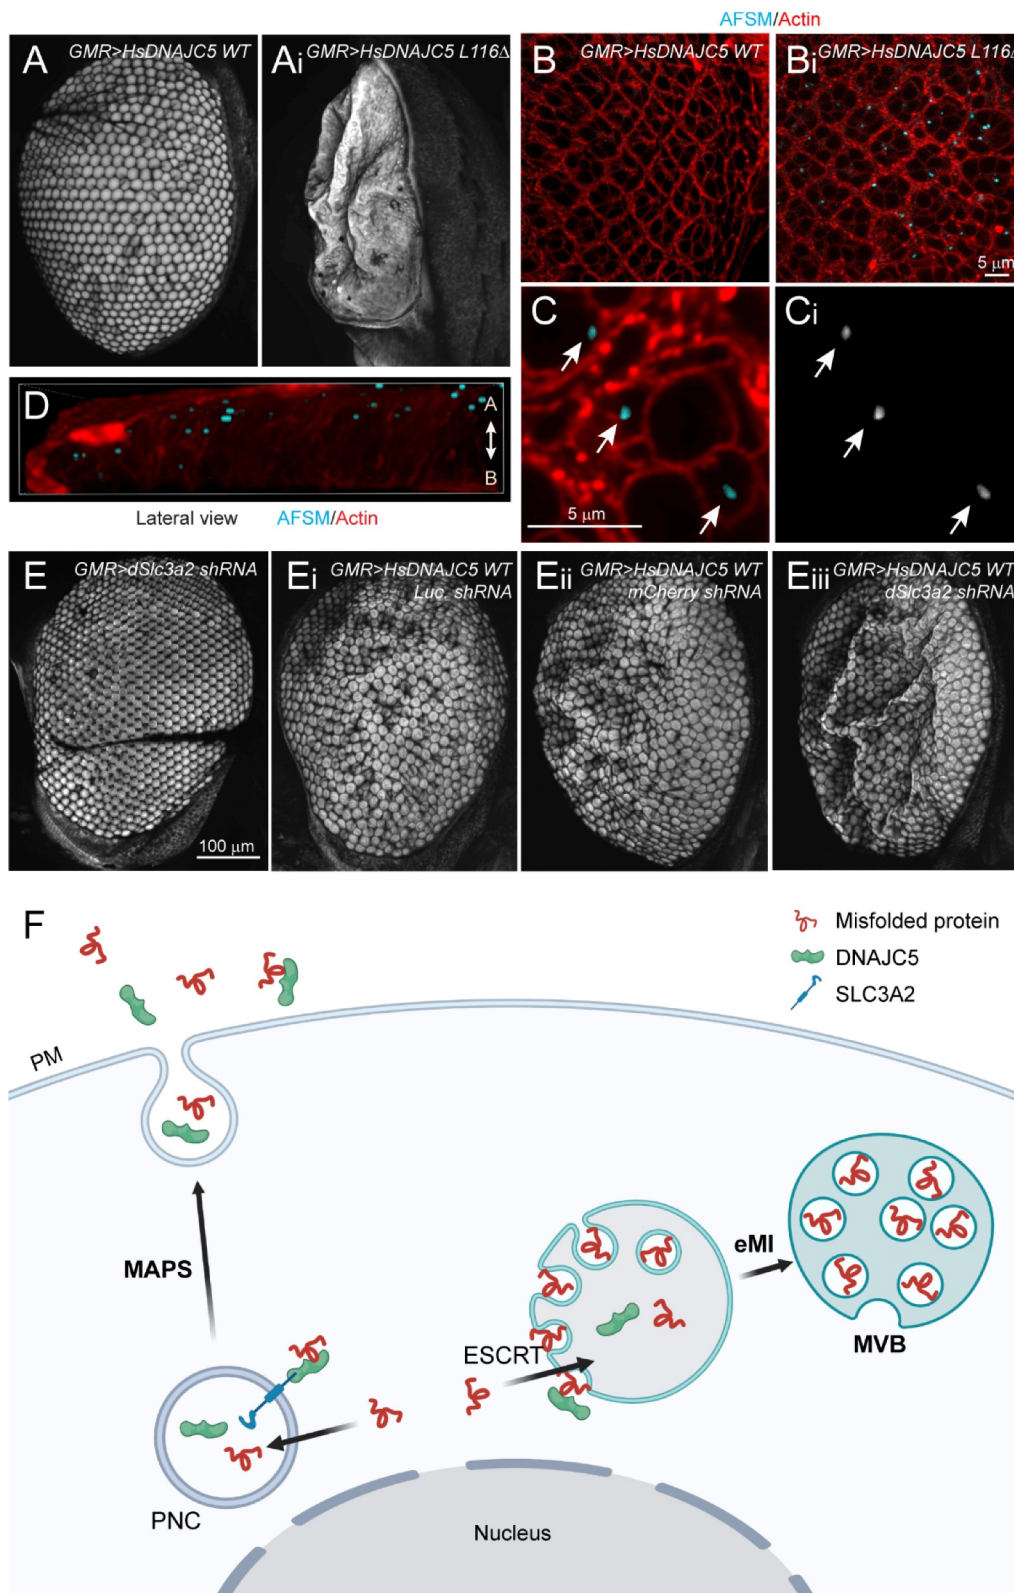 AFSM/Actin
A
GMR>HsDNAJC5 WT
Ai
GMR>HsDNAJC5 L116Δ
B
GMR>HsDNAJC5 WT
Bi
GMR>HsDNAJC5 L116Δ
5 µm
C
5 µm
Ci
D
A
B
Lateral view
AFSM/Actin
E
GMR>dSlc3a2 shRNA
100 µm
Ei
GMR>HsDNAJC5 WT
Luc. shRNA
Eii
GMR>HsDNAJC5 WT
mCherry shRNA
Eiii
GMR>HsDNAJC5 WT
dSlc3a2 shRNA
F
Misfolded protein
DNAJC5
SLC3A2
PM
MAPS
eMI
MVB
ESCRT
PNC
Nucleus